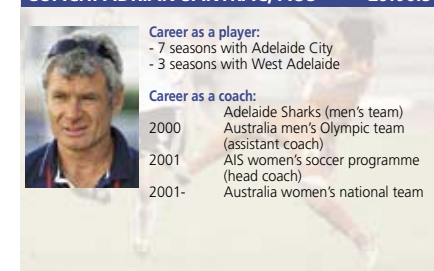 Career as a player:
- 7 seasons with Adelaide City
- 3 seasons with West Adelaide
Career as a coach:
Adelaide Sharks (men's team)
2000 Australia men's Olympic team
(assistant coach)
2001 AIS women's soccer programme
(head coach)
2001- Australia women's national team